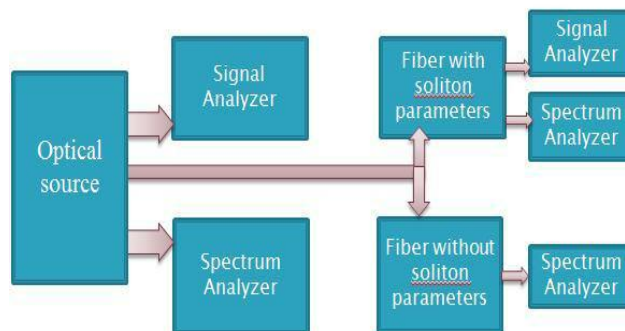 Optical
source
Signal
Analyzer
Spectrum
Analyzer
Fiber with
soliton
parameters
Signal
Analyzer
Spectrum
Analyzer
Fiber without
soliton
parameters
Spectrum
Analyzer